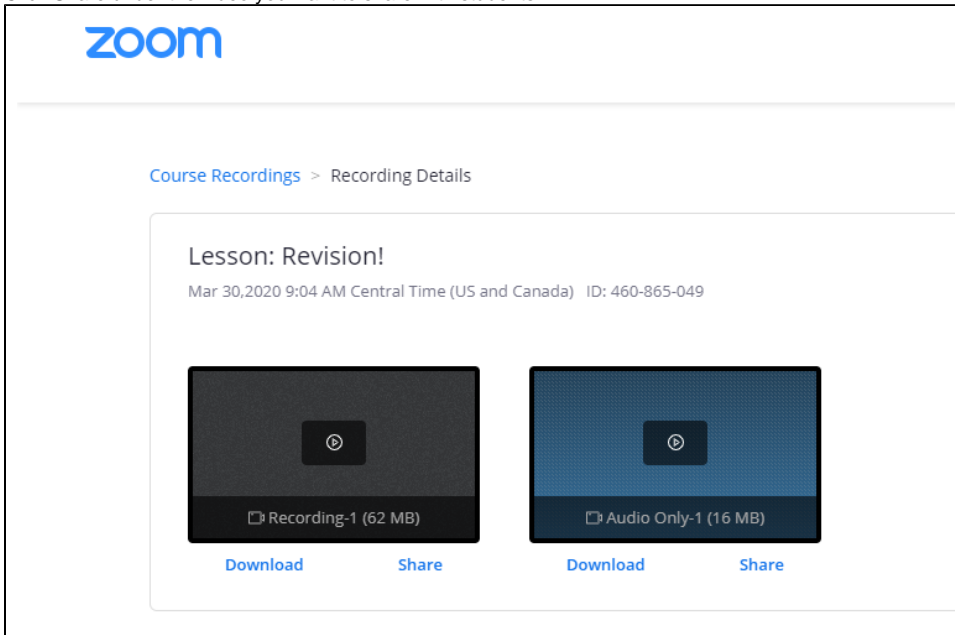 zoom
Course Recordings > Recording Details
Lesson: Revision!
Mar 30,2020 9:04 AM Central Time (US and Canada) ID: 460-865-049
Recording-1 (62 MB) Audio Only-1 (16 MB)
Download Share Download Share